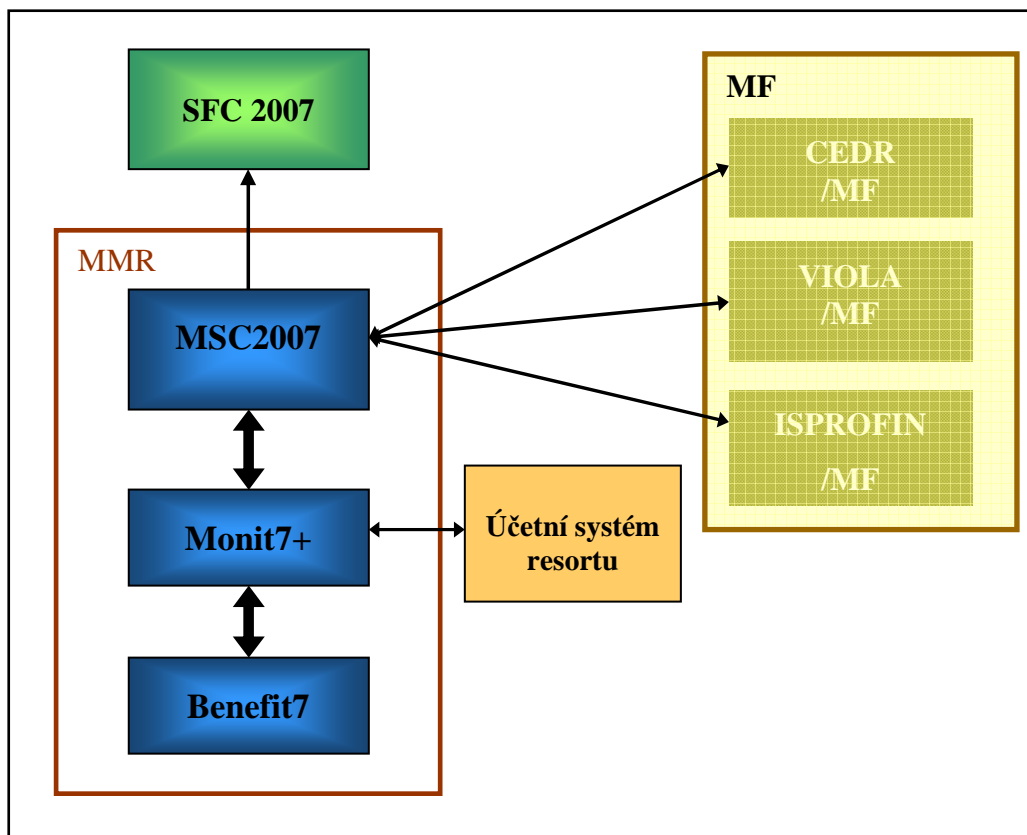 SFC 2007
MF
CEDR
/MF
MMR
VIOLA
/MF
MSC2007
ISPROFIN
/MF
Monit7+
Účetní systém
resortu
Benefit7